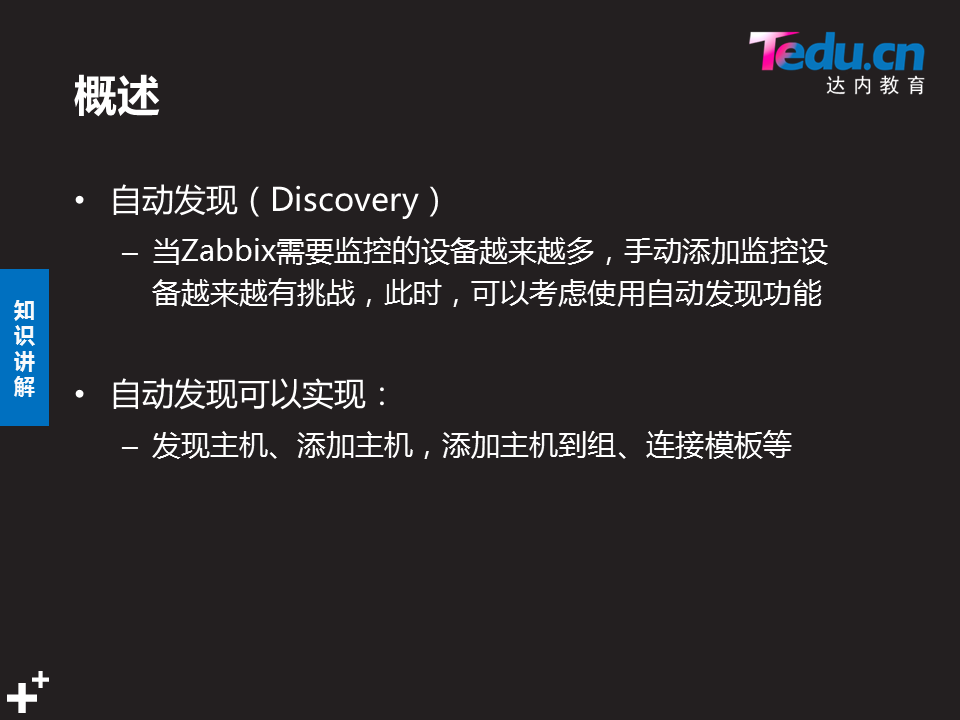 Tedu.cn
达内教育
概述
• 自动发现（Discovery）
– 当Zabbix需要监控的设备越来越多，手动添加监控设
备越来越有挑战，此时，可以考虑使用自动发现功能
知
识
讲
解
• 自动发现可以实现：
– 发现主机、添加主机，添加主机到组、连接模板等